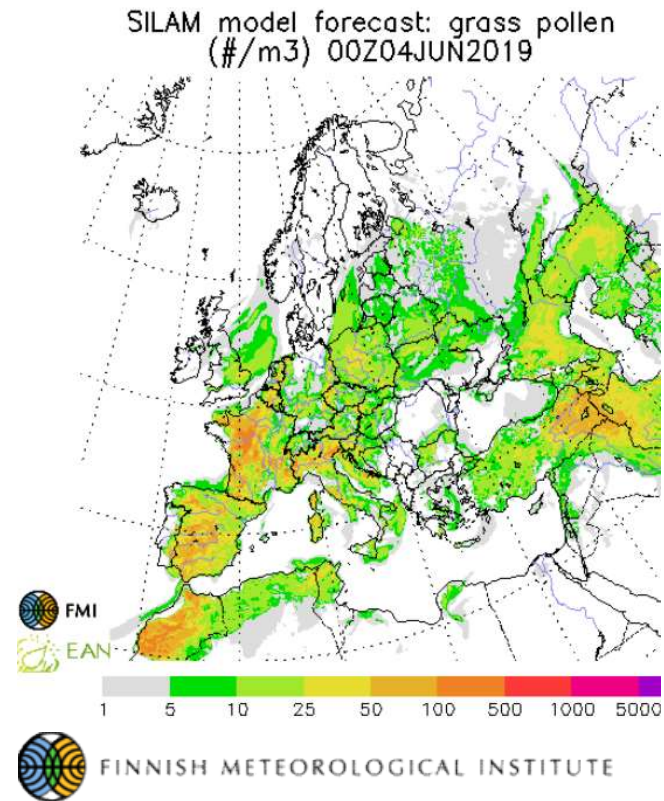 SILAM model forecast: grass pollen
(#/m3) 00Z04JUN2019
FMI
EAN
1 5 10 25 50 100 500 1000 5000
FINNISH METEOROLOGICAL INSTITUTE